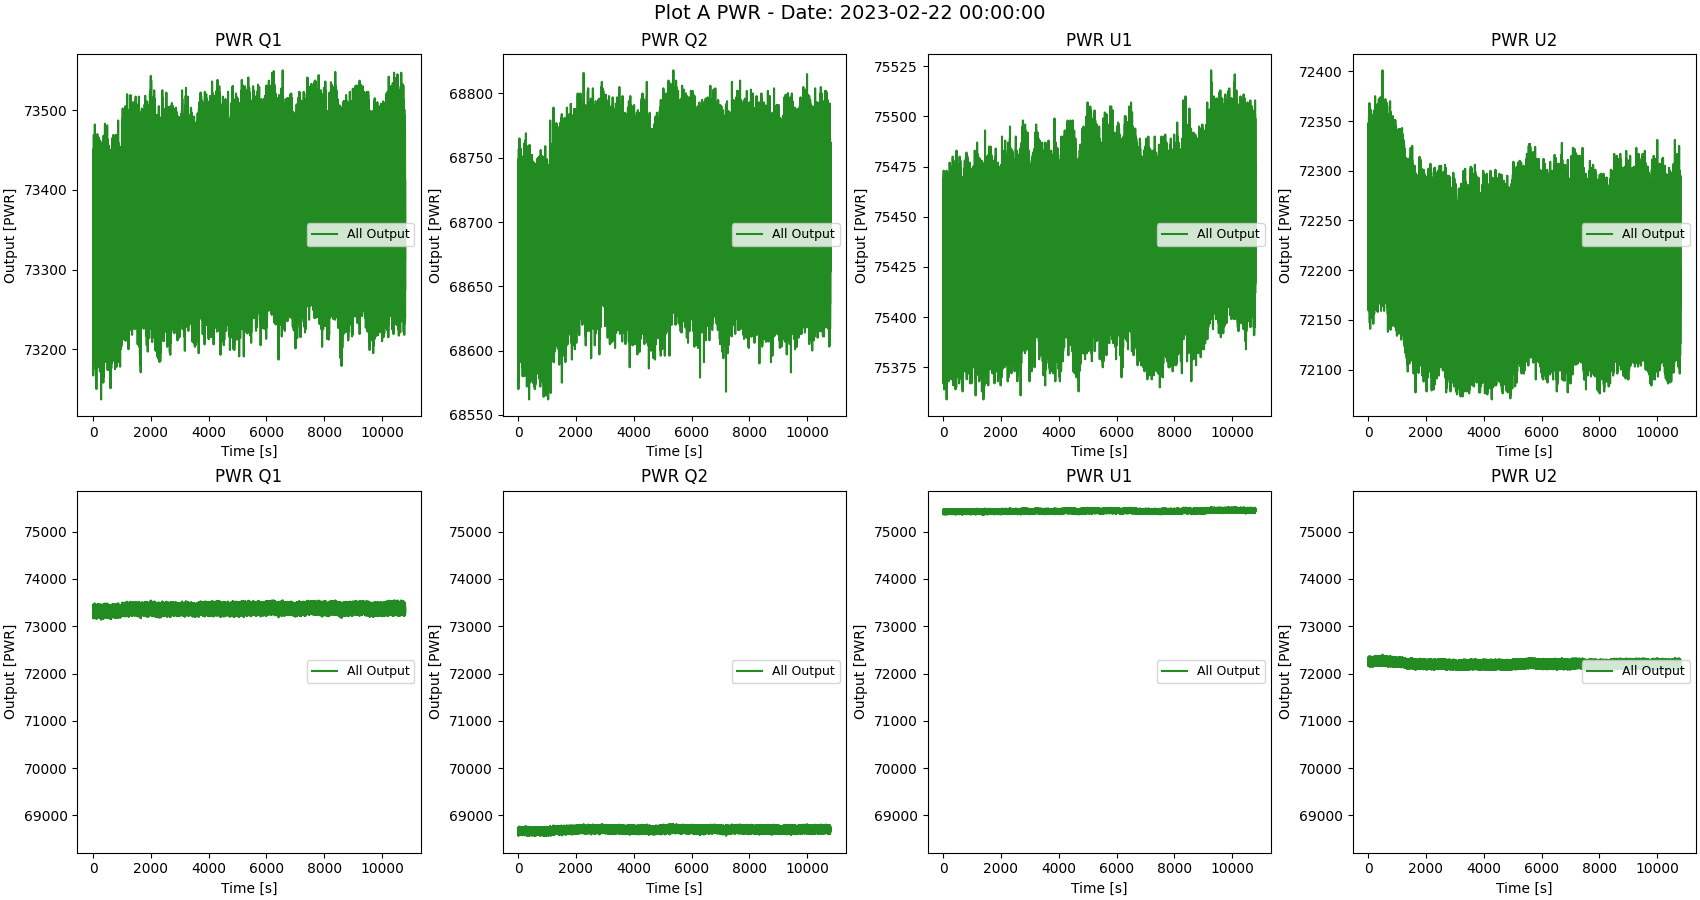 Plot A PWR - Date: 2023-02-22 00:00:00
PWR Q1
PWR Q2
PWR U1
PWR U2
Output [PWR]
73500
73400
73300
73200
All Output
0 2000 4000 6000 8000 10000
Time [s]
Output [PWR]
68800
68750
68700
68650
68600
68550
All Output
0 2000 4000 6000 8000 10000
Time [s]
Output [PWR]
75525
75500
75475
75450
75425
75400
75375
All Output
0 2000 4000 6000 8000 10000
Time [s]
Output [PWR]
72400
72350
72300
72250
72200
72150
72100
All Output
0 2000 4000 6000 8000 10000
Time [s]
PWR Q1
PWR Q2
PWR U1
PWR U2
Output [PWR]
75000
74000
73000
72000
71000
70000
69000
All Output
0 2000 4000 6000 8000 10000
Time [s]
Output [PWR]
75000
74000
73000
72000
71000
70000
69000
All Output
0 2000 4000 6000 8000 10000
Time [s]
Output [PWR]
75000
74000
73000
72000
71000
70000
69000
All Output
0 2000 4000 6000 8000 10000
Time [s]
Output [PWR]
75000
74000
73000
72000
71000
70000
69000
All Output
0 2000 4000 6000 8000 10000
Time [s]